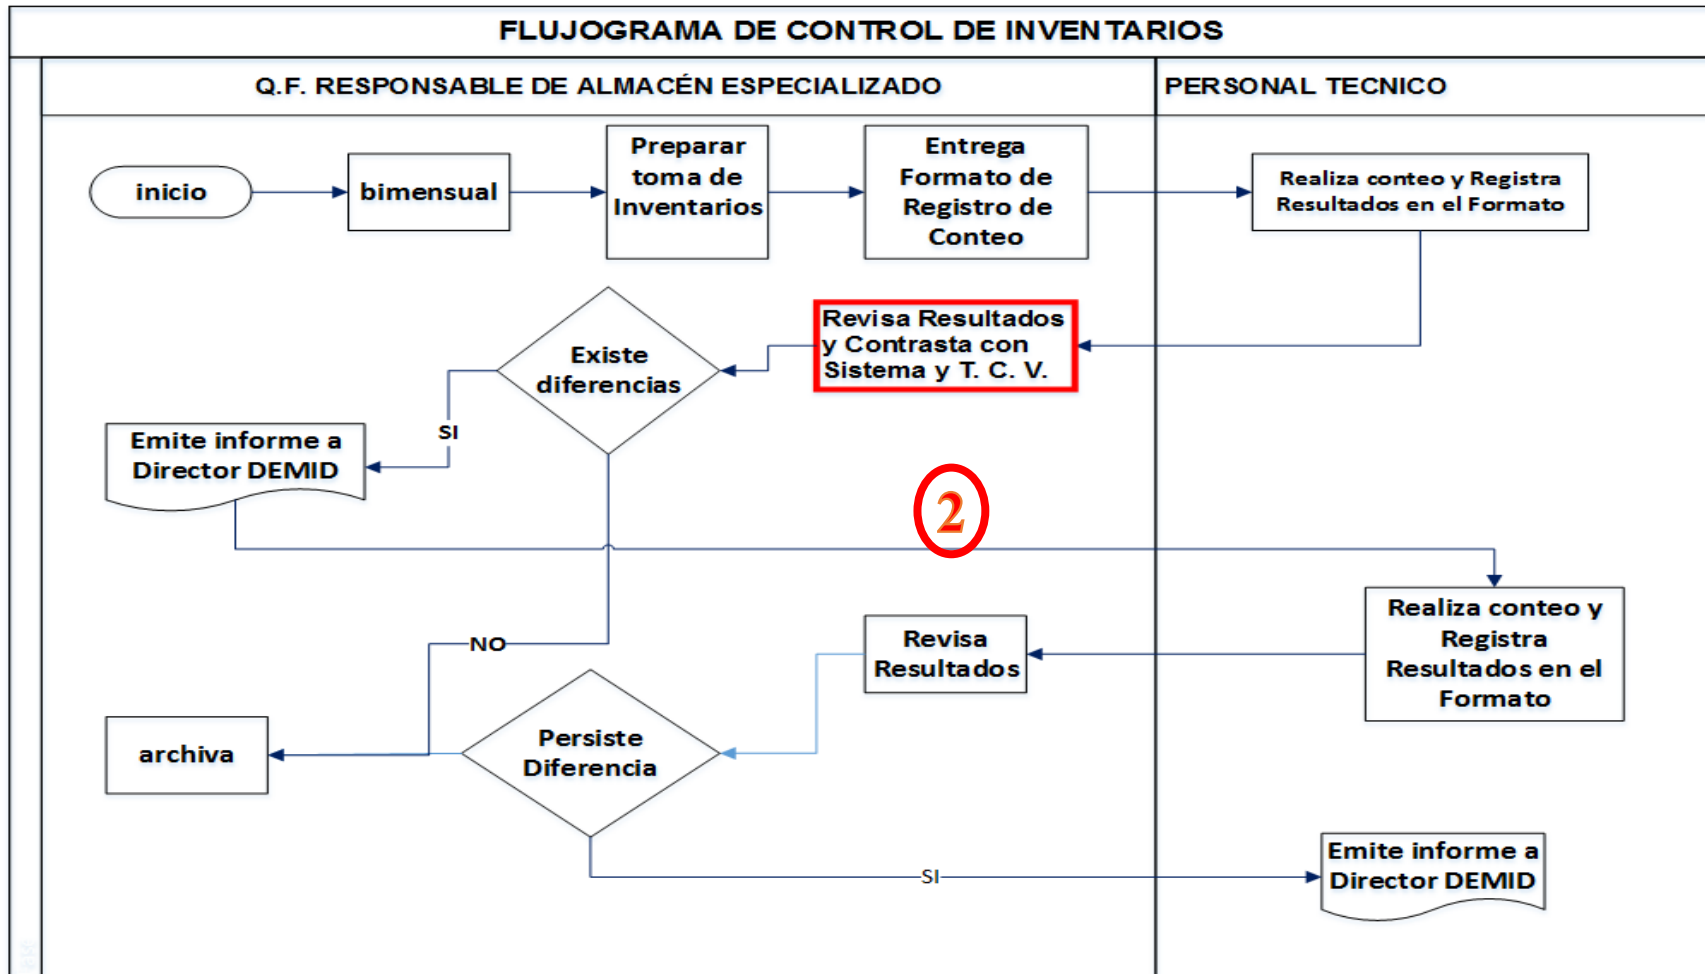 FLUJOGRAMA DE CONTROL DE INVENTARIOS
Q.F. RESPONSABLE DE ALMACÉN ESPECIALIZADO
PERSONAL TECNICO
inicio
bimensual
Preparar
toma de
Inventarios
Entrega
Formato de
Registro de
Conteo
Realiza conteo y Registra
Resultados en el Formato
Revisa Resultados
y Contrasta con
Sistema y T. C. V.
Existe
diferencias
SI
Emite informe a
Director DEMID
2
NO
Realiza conteo y
Registra
Resultados en el
Formato
Revisa
Resultados
Persiste
Diferencia
archiva
SI
Emite informe a
Director DEMID